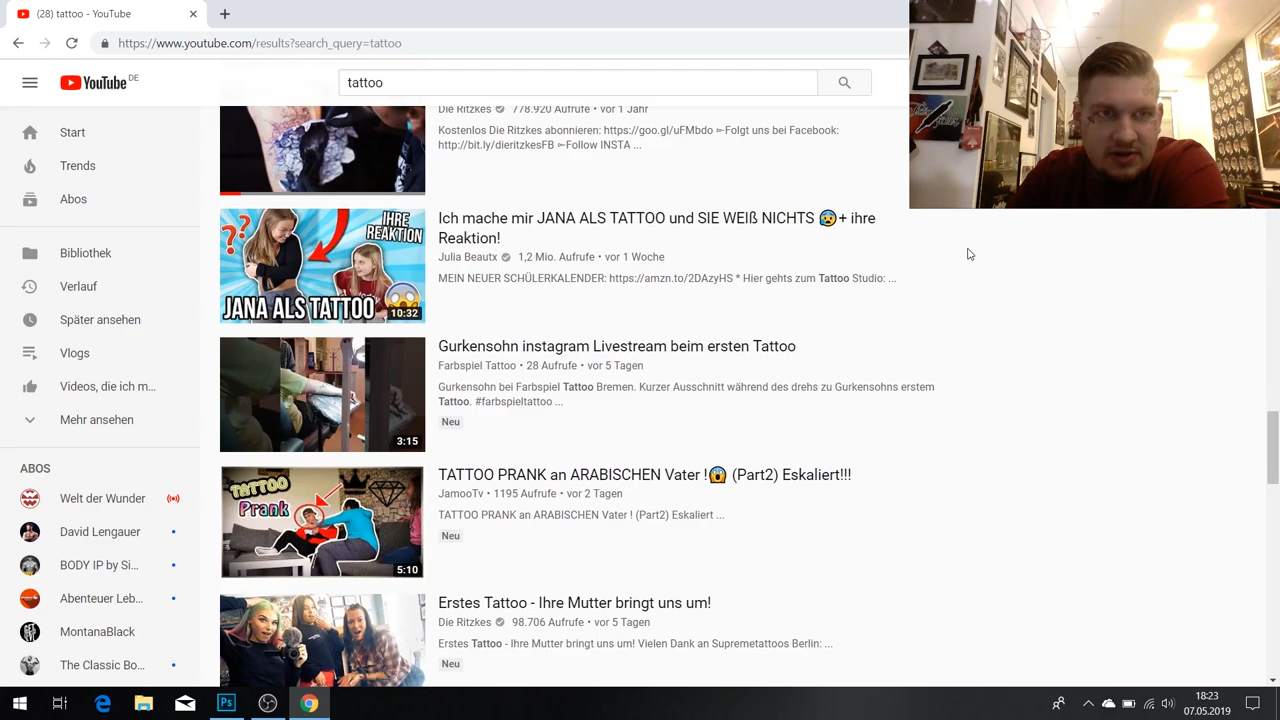 (28) tattoo - YouTube
https://www.youtube.com/results?search_query=tattoo
YouTube DE
tattoo
Start
Trends
Abos
Bibliothek
Verlauf
Später ansehen
Vlogs
Videos, die ich m...
Mehr ansehen
ABOS
Welt der Wunder
David Lengauer
BODY IP by Si...
Abenteuer Leb...
MontanaBlack
The Classic Bo...
Die Ritzkes • 778.920 Aufrufe • vor 1 Jahr
Kostenlos Die Ritzkes abonnieren: https://goo.gl/uFMbdo ➛Folgt uns bei Facebook:
http://bit.ly/dieritzkesFB ➛Follow INSTA ...
??
IHRE
REAKTION
JANA ALS TATTOO
10:32
Ich mache mir JANA ALS TATTOO und SIE WEIß NICHTS 😰+ ihre
Reaktion!
Julia Beautx • 1,2 Mio. Aufrufe • vor 1 Woche
MEIN NEUER SCHÜLERKALENDER: https://amzn.to/2DAzyHS * Hier gehts zum Tattoo Studio: ...
3:15
Gurkensohn instagram Livestream beim ersten Tattoo
Farbspiel Tattoo • 28 Aufrufe • vor 5 Tagen
Gurkensohn bei Farbspiel Tattoo Bremen. Kurzer Ausschnitt während des drehs zu Gurkensohns erstem
Tattoo. #farbspieltattoo ...
Neu
TATTOO
Prank
5:10
TATTOO PRANK an ARABISCHEN Vater !😱 (Part2) Eskaliert!!!
JamooTv • 1195 Aufrufe • vor 2 Tagen
TATTOO PRANK an ARABISCHEN Vater ! (Part2) Eskaliert ...
Neu
Erstes Tattoo - Ihre Mutter bringt uns um!
Die Ritzkes • 98.706 Aufrufe • vor 5 Tagen
Erstes Tattoo - Ihre Mutter bringt uns um! Vielen Dank an Supremetattoos Berlin: ...
Neu
Ps
18:23
07.05.2019